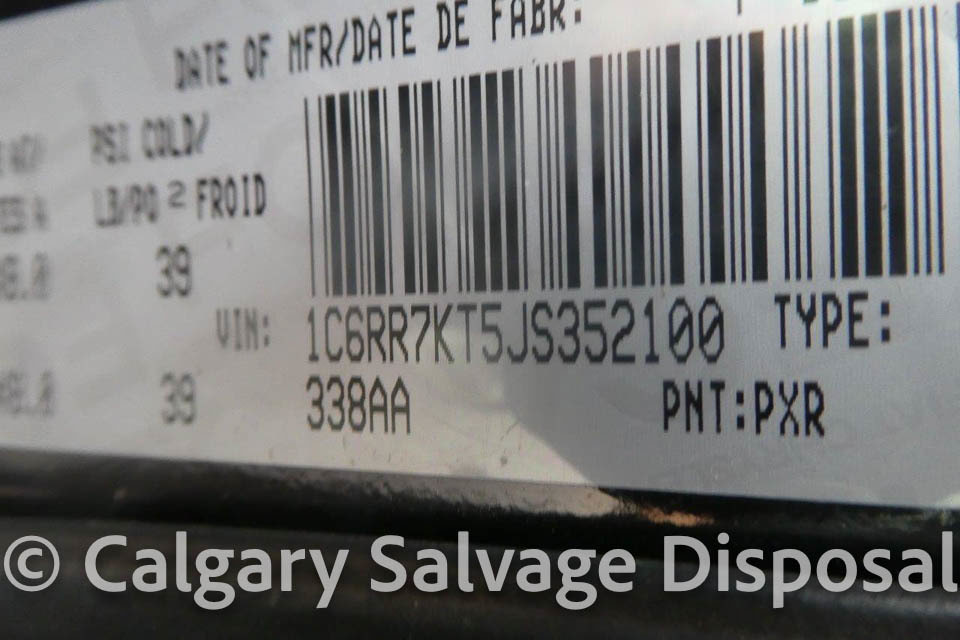 DATE OF MFR/DATE DE FABR:
PSI COLD/
LB/PO 2 FROID
39
VIN: 1C6RR7KT5JS352100 TYPE:
39
338AA PNT:PXR
© Calgary Salvage Disposal